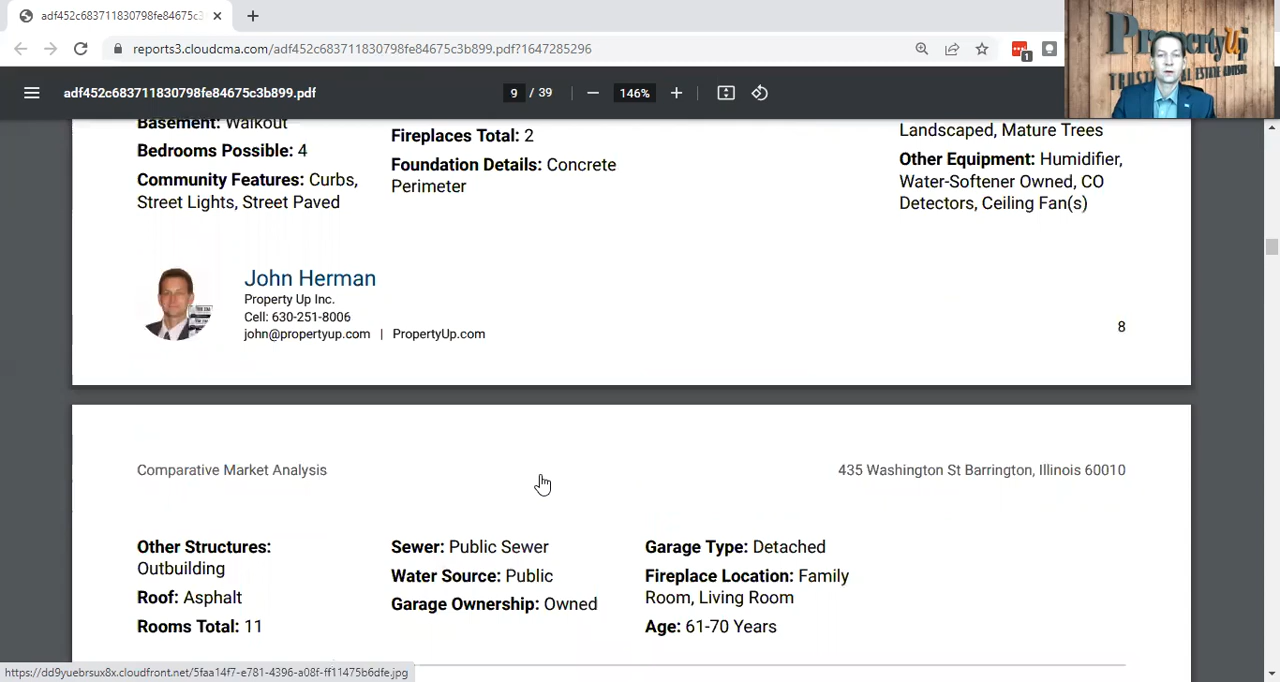 adf452c683711830798fe84675c3
reports3.cloudcma.com/adf452c683711830798fe84675c3b899.pdf?1647285296
1
PropertyUp
adf452c683711830798fe84675c3b899.pdf
9 / 39
146%
Basement: Walkout
Bedrooms Possible: 4
Community Features: Curbs,
Street Lights, Street Paved
Fireplaces Total: 2
Foundation Details: Concrete
Perimeter
Landscaped, Mature Trees
Other Equipment: Humidifier,
Water-Softener Owned, CO
Detectors, Ceiling Fan(s)
John Herman
Property Up Inc.
Cell: 630-251-8006
john@propertyup.com | PropertyUp.com
8
Comparative Market Analysis
435 Washington St Barrington, Illinois 60010
Other Structures:
Outbuilding
Roof: Asphalt
Rooms Total: 11
Sewer: Public Sewer
Water Source: Public
Garage Ownership: Owned
Garage Type: Detached
Fireplace Location: Family
Room, Living Room
Age: 61-70 Years
https://dd9yuebrsux8x.cloudfront.net/5faa14f7-e781-4396-a08f-ff11475b6dfe.jpg